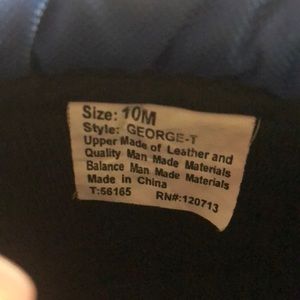 Size: 10M
Style: GEORGE-T
Upper Made of Leather and
Quality Man Made Materials
Balance Man Made Materials
Made in China
T:56165 RN#:120713